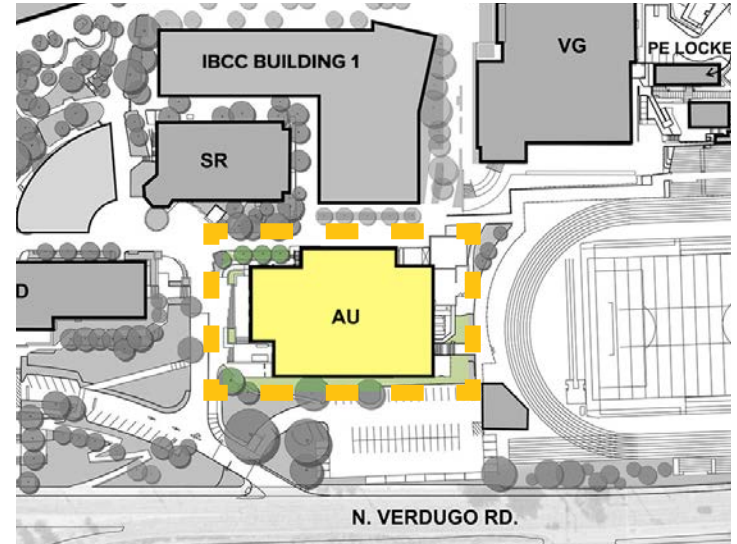 IBCC BUILDING 1
VG
PE LOCKE
SR
D
AU
N. VERDUGO RD.